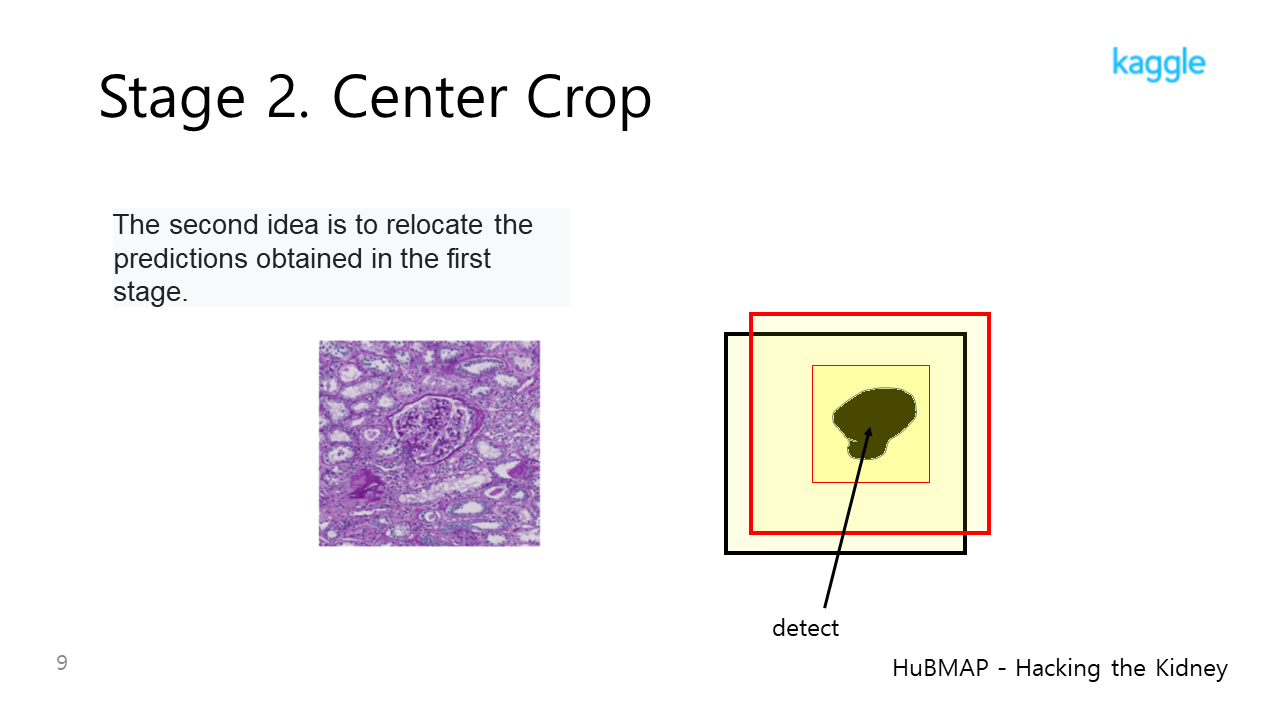 kaggle
Stage 2. Center Crop
The second idea is to relocate the
predictions obtained in the first
stage.
detect
9
HuBMAP - Hacking the Kidney